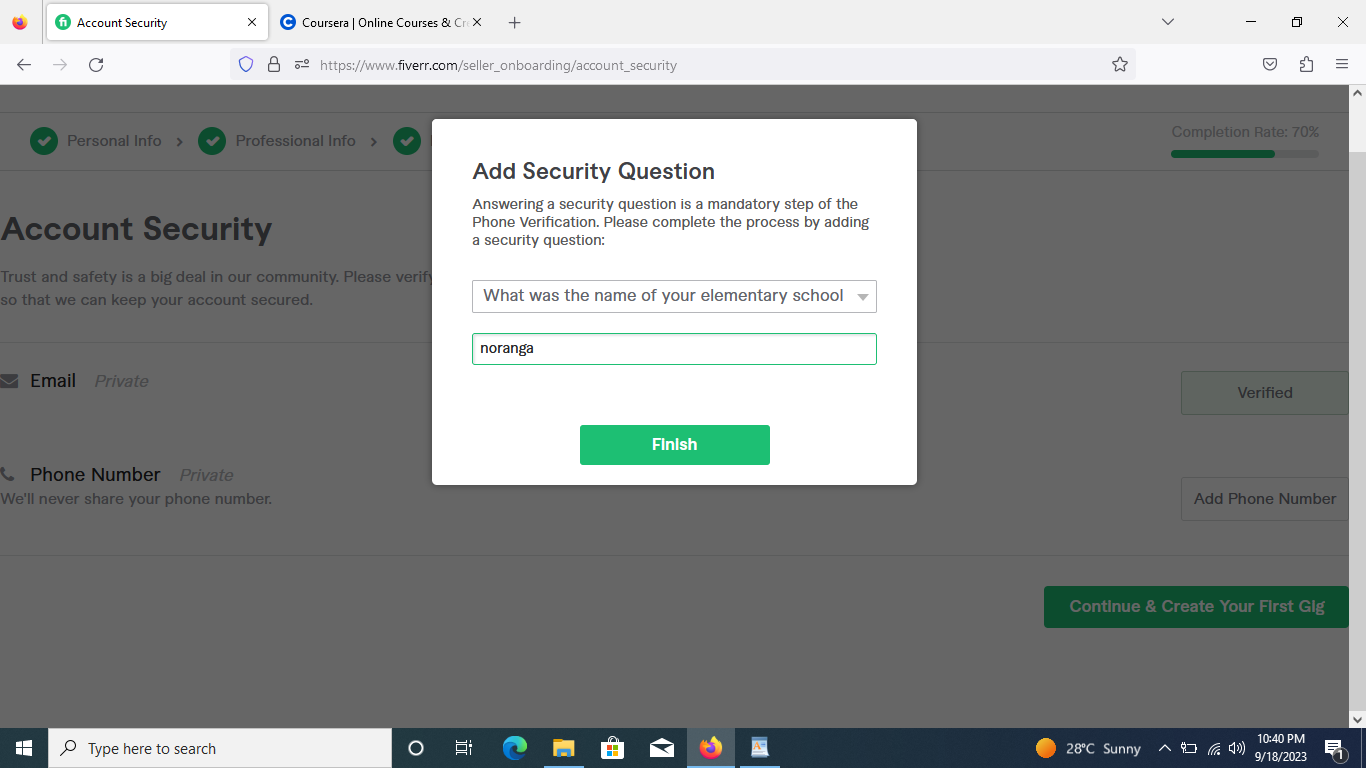 Account Security
Coursera | Online Courses & Cre
https://www.fiverr.com/seller_onboarding/account_security
Personal Info
Professional Info
Completion Rate: 70%
Add Security Question
Answering a security question is a mandatory step of the
Phone Verification. Please complete the process by adding
a security question:
What was the name of your elementary school
noranga
Finish
Account Security
Trust and safety is a big deal in our community. Please verify
so that we can keep your account secured.
Email Private
Verified
Phone Number Private
We'll never share your phone number.
Add Phone Number
Continue & Create Your First Gig
Type here to search
28°C Sunny
10:40 PM
9/18/2023
1